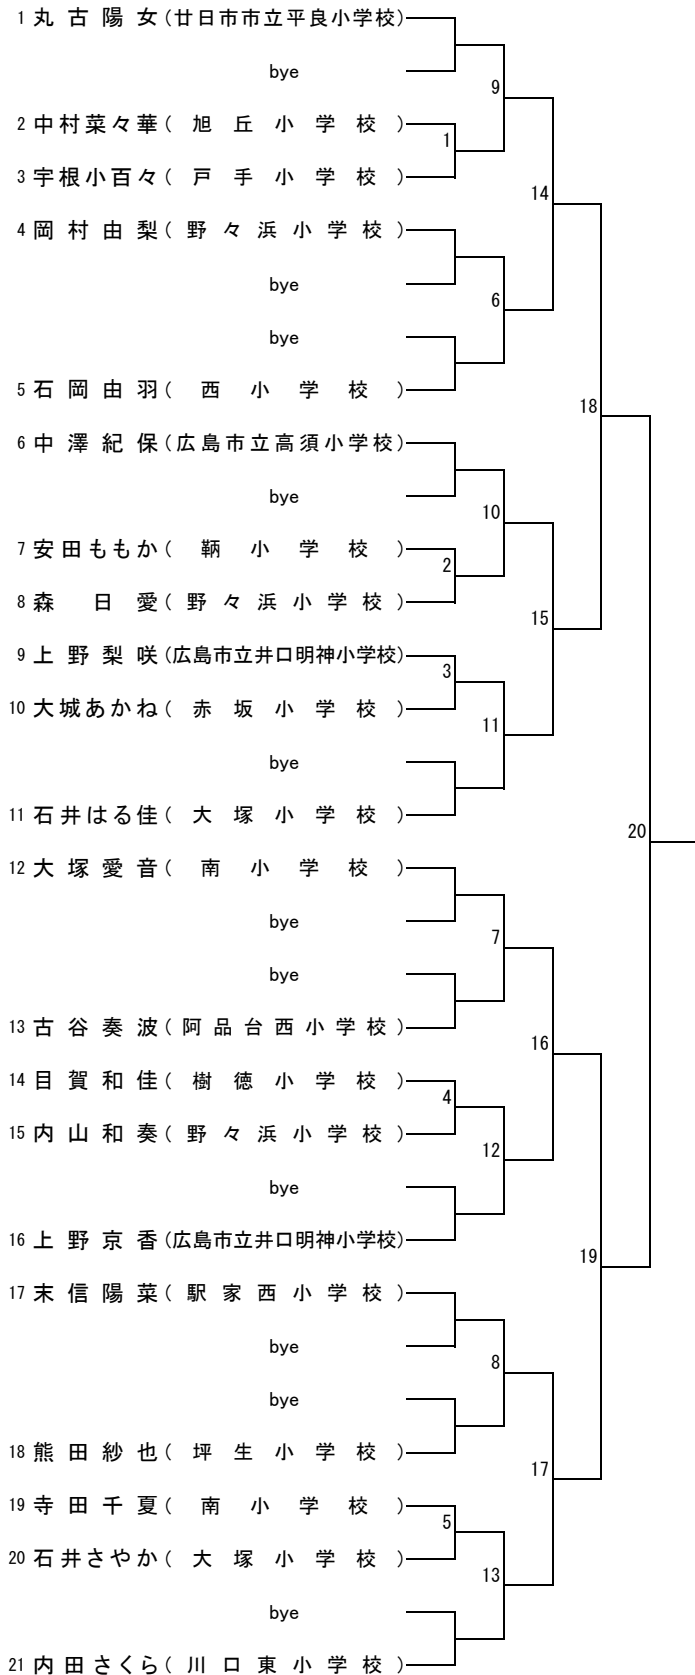 1 丸古陽女(廿日市市立平良小学校)
bye
9
2 中村菜々華(旭丘小学校)
1
3 宇根小百々(戸手小学校)
14
4 岡村由梨(野々浜小学校)
bye
6
bye
5 石岡由羽(西小学校)
18
6 中澤紀保(広島市立高須小学校)
bye
10
7 安田ももか(鞆小学校)
2
8 森日愛(野々浜小学校)
15
9 上野梨咲(広島市立井口明神小学校)
3
10 大城あかね(赤坂小学校)
11
bye
11 石井はる佳(大塚小学校)
20
12 大塚愛音(南小学校)
bye
7
bye
13 古谷奏波(阿品台西小学校)
16
14 目賀和佳(樹徳小学校)
4
15 内山和奏(野々浜小学校)
12
bye
16 上野京香(広島市立井口明神小学校)
19
17 末信陽菜(駅家西小学校)
bye
8
bye
18 熊田紗也(坪生小学校)
17
19 寺田千夏(南小学校)
5
20 石井さやか(大塚小学校)
13
bye
21 内田さくら(川口東小学校)